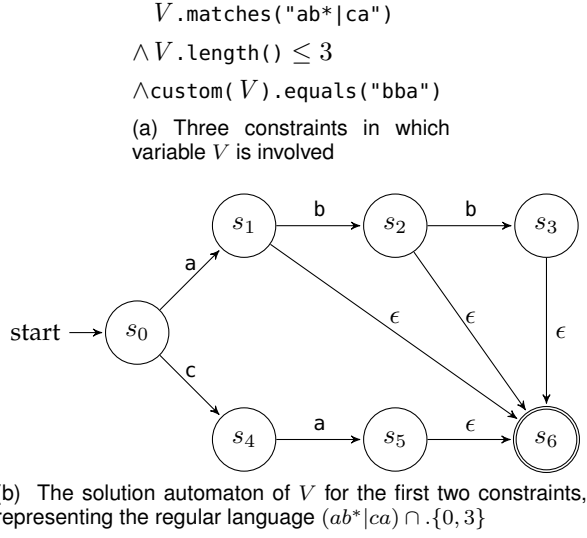 V.matches("ab*|ca")
∧ V.length() ≤ 3
∧custom(V).equals("bba")
(a) Three constraints in which
variable V is involved
s₁ b s₂ b s₃
a
ϵ ϵ ϵ
start s₀
c
s₄ a s₅ ϵ s₆
b) The solution automaton of V for the first two constraints,
representing the regular language (ab*|ca) ∩ .{0, 3}